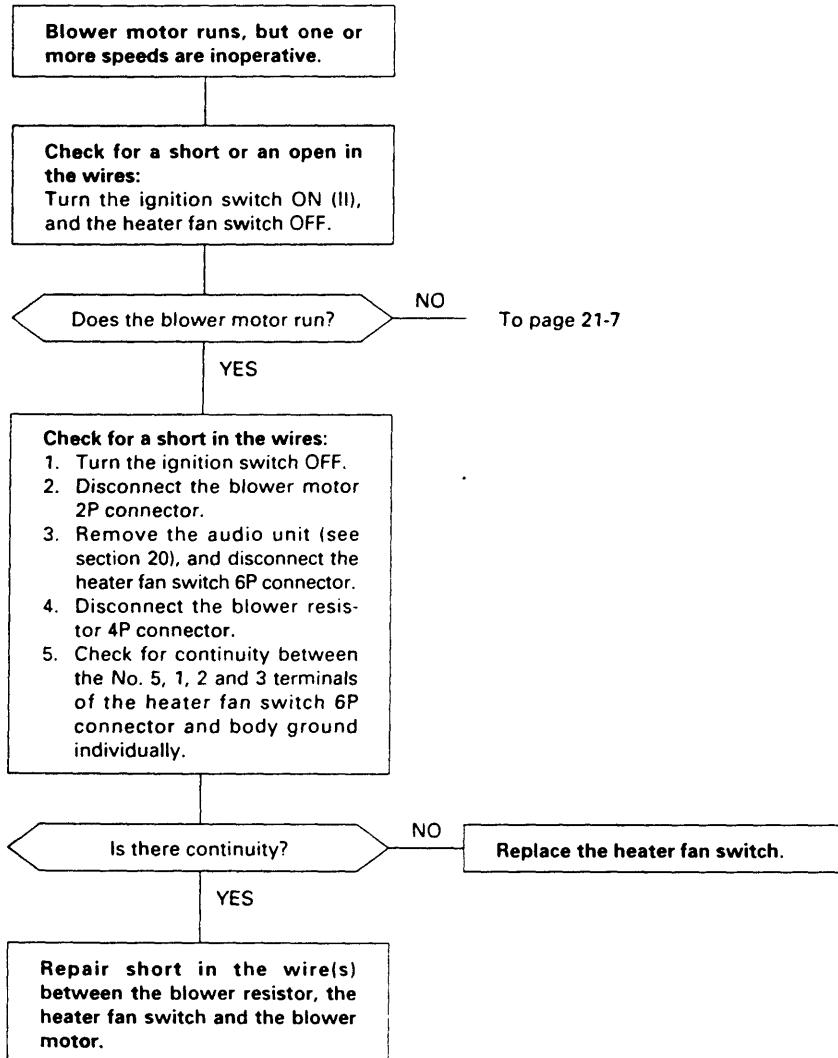 Blower motor runs, but one or
more speeds are inoperative.
Check for a short or an open in
the wires:
Turn the ignition switch ON (II),
and the heater fan switch OFF.
Does the blower motor run?
NO
To page 21-7
YES
Check for a short in the wires:
1. Turn the ignition switch OFF.
2. Disconnect the blower motor
2P connector.
3. Remove the audio unit (see
section 20), and disconnect the
heater fan switch 6P connector.
4. Disconnect the blower resis-
tor 4P connector.
5. Check for continuity between
the No. 5, 1, 2 and 3 terminals
of the heater fan switch 6P
connector and body ground
individually.
Is there continuity?
NO
Replace the heater fan switch.
YES
Repair short in the wire(s)
between the blower resistor, the
heater fan switch and the blower
motor.